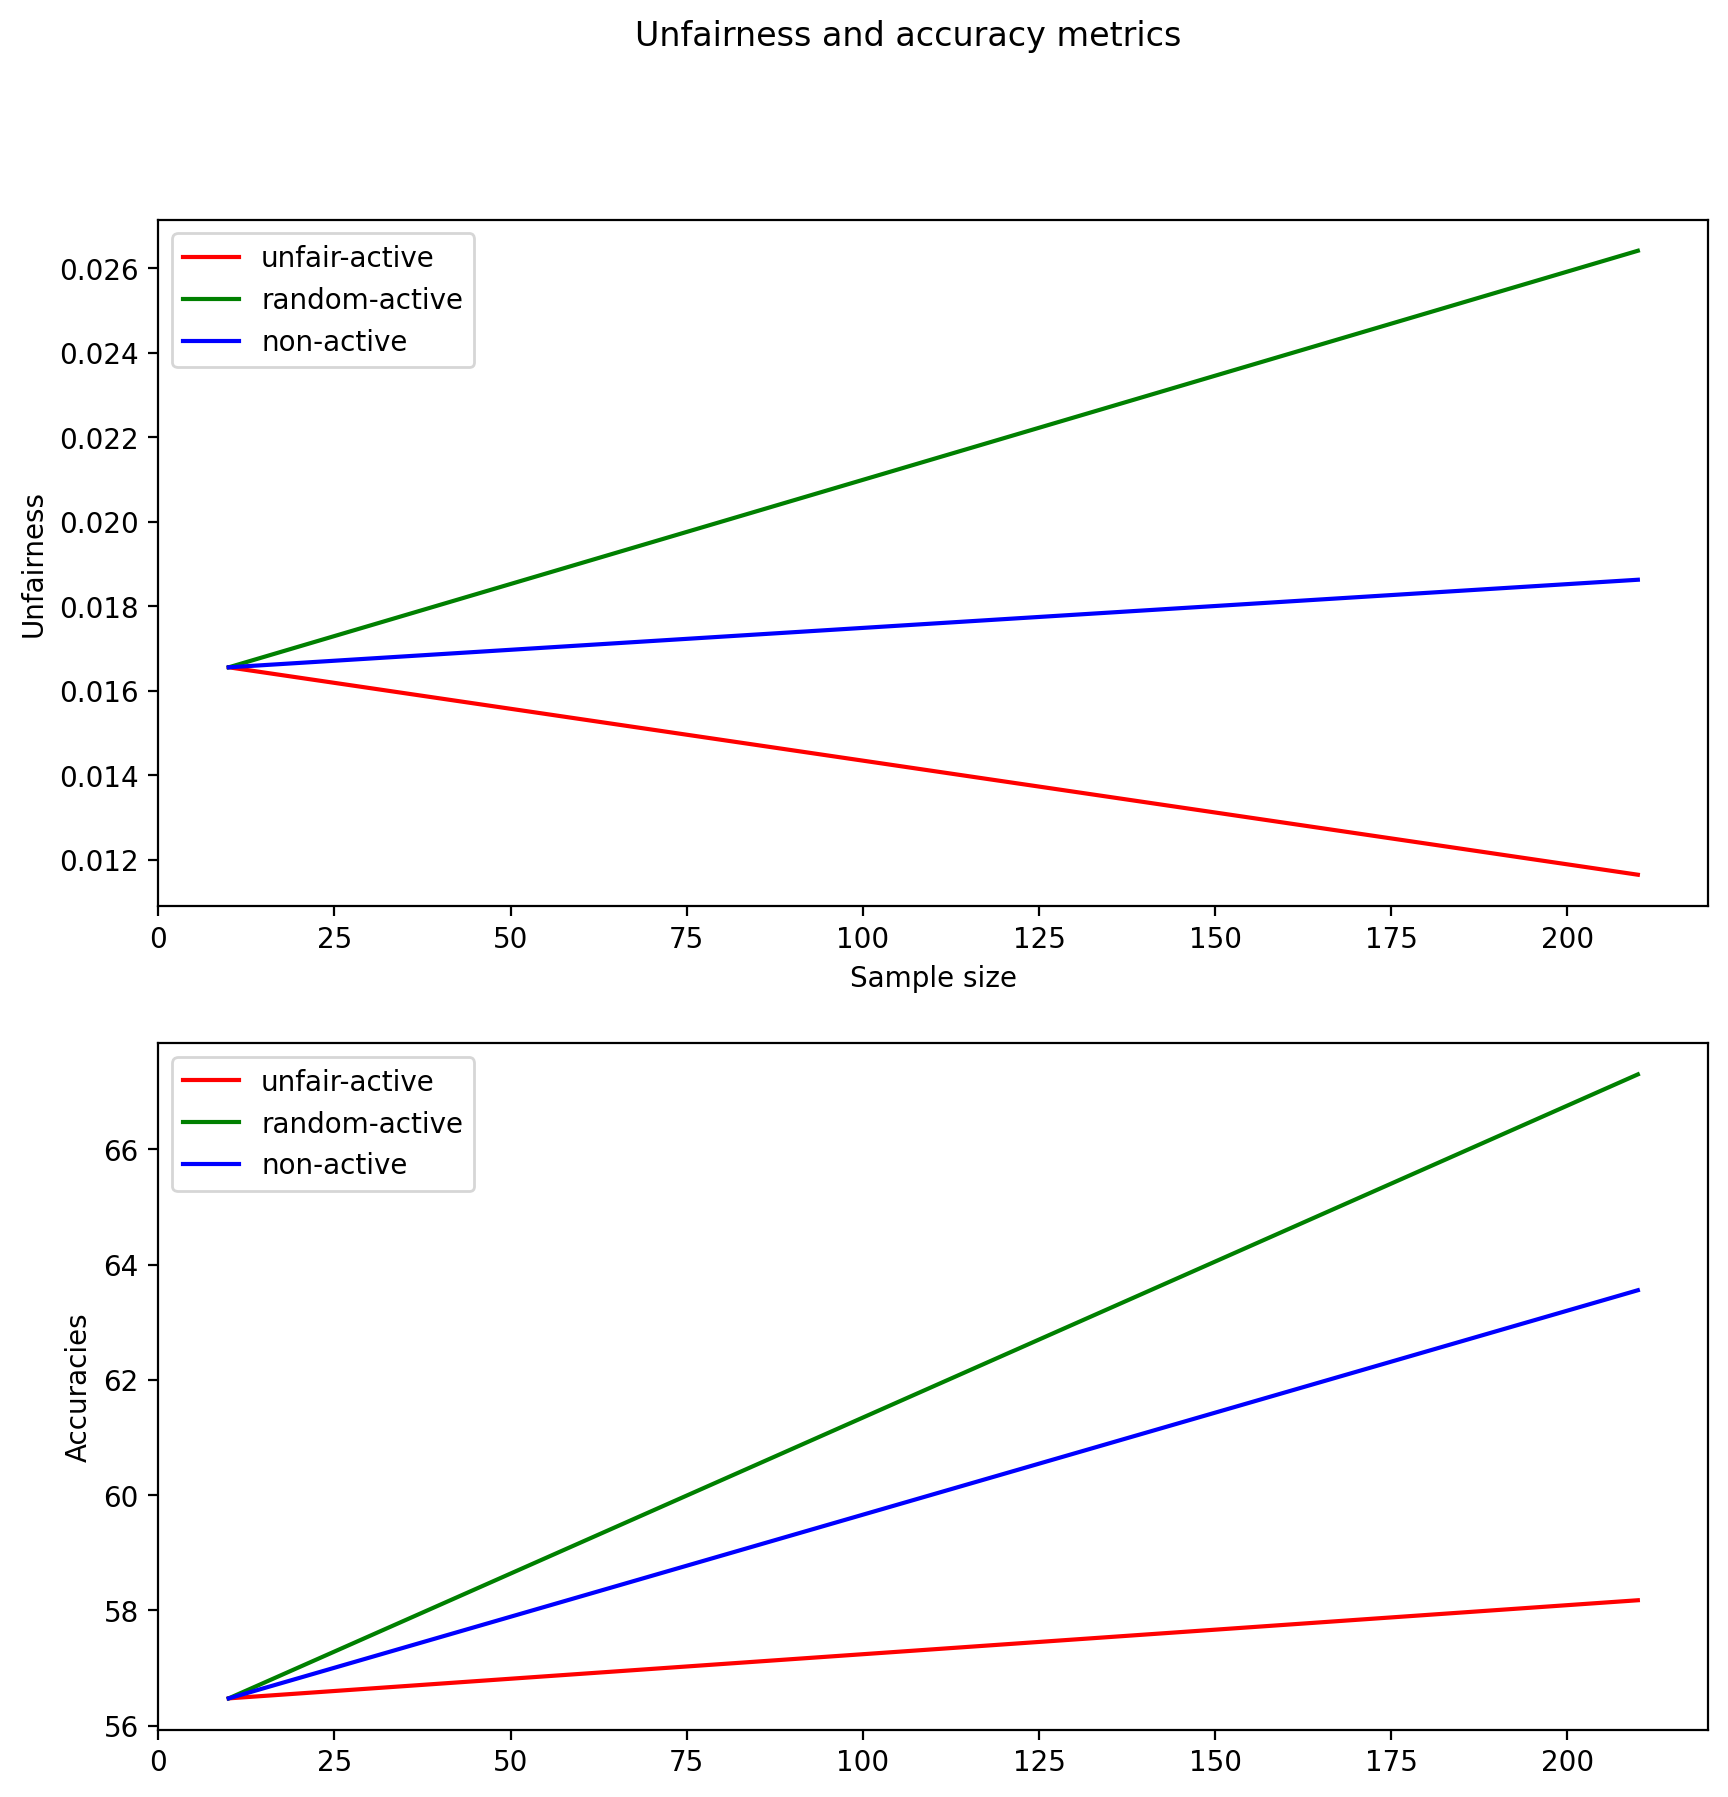 Unfairness and accuracy metrics
unfair-active
random-active
non-active
0.026
0.024
0.022
0.020
0.018
0.016
0.014
0.012
Unfairness
0 25 50 75 100 125 150 175 200
Sample size
unfair-active
random-active
non-active
66
64
62
60
58
56
Accuracies
0 25 50 75 100 125 150 175 200